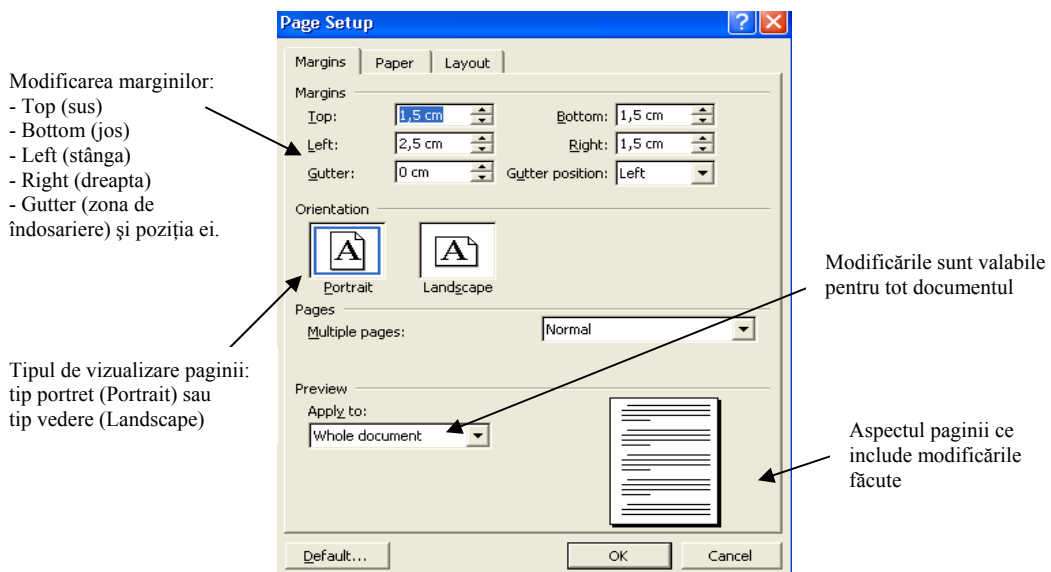 Page Setup
Margins Paper Layout
Margins
Top: 1,5 cm Bottom: 1,5 cm
Left: 2,5 cm Right: 1,5 cm
Gutter: 0 cm Gutter position: Left
Orientation
A A
Portrait Landscape
Pages
Multiple pages: Normal
Preview
Apply to:
Whole document
Default... OK Cancel
Modificarea marginilor:
- Top (sus)
- Bottom (jos)
- Left (stânga)
- Right (dreapta)
- Gutter (zona de
îndosariere) şi poziția ei.
Tipul de vizualizare paginii:
tip portret (Portrait) sau
tip vedere (Landscape)
Modificările sunt valabile
pentru tot documentul
Aspectul paginii ce
include modificările
făcute